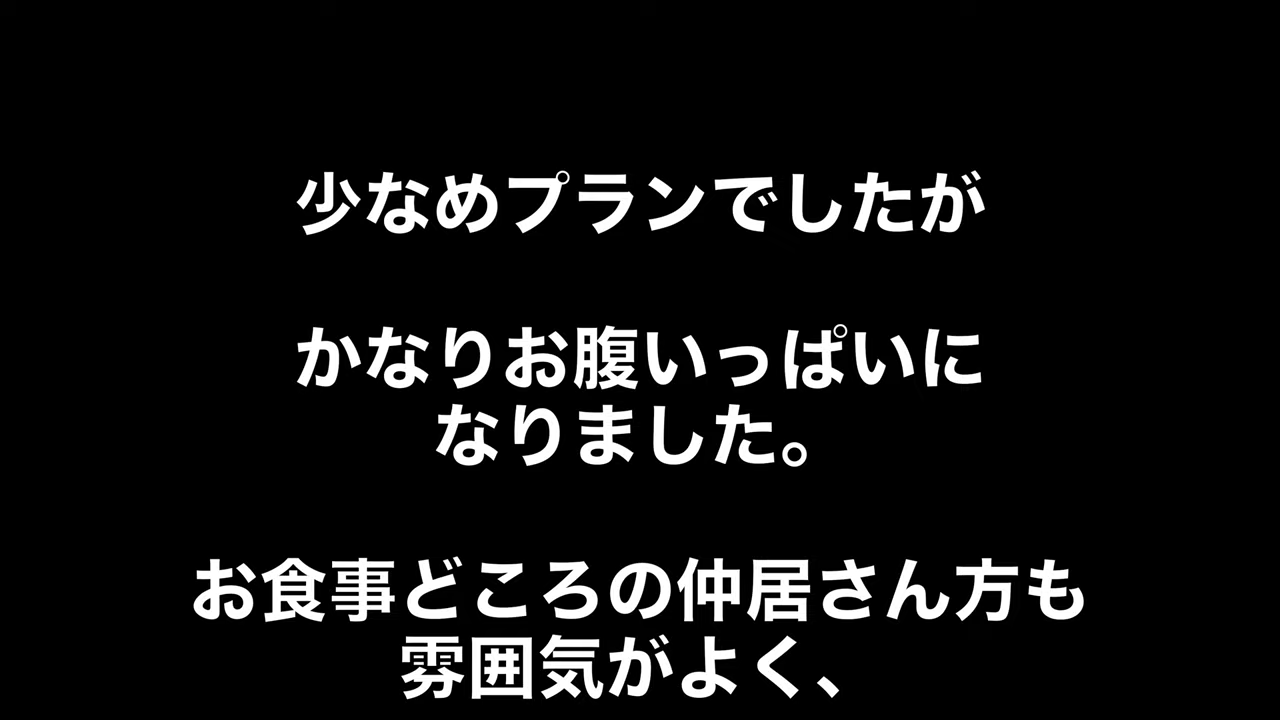 少なめプランでしたが
かなりお腹いっぱいに
なりました。
お食事どころの仲居さん方も
雰囲気がよく、